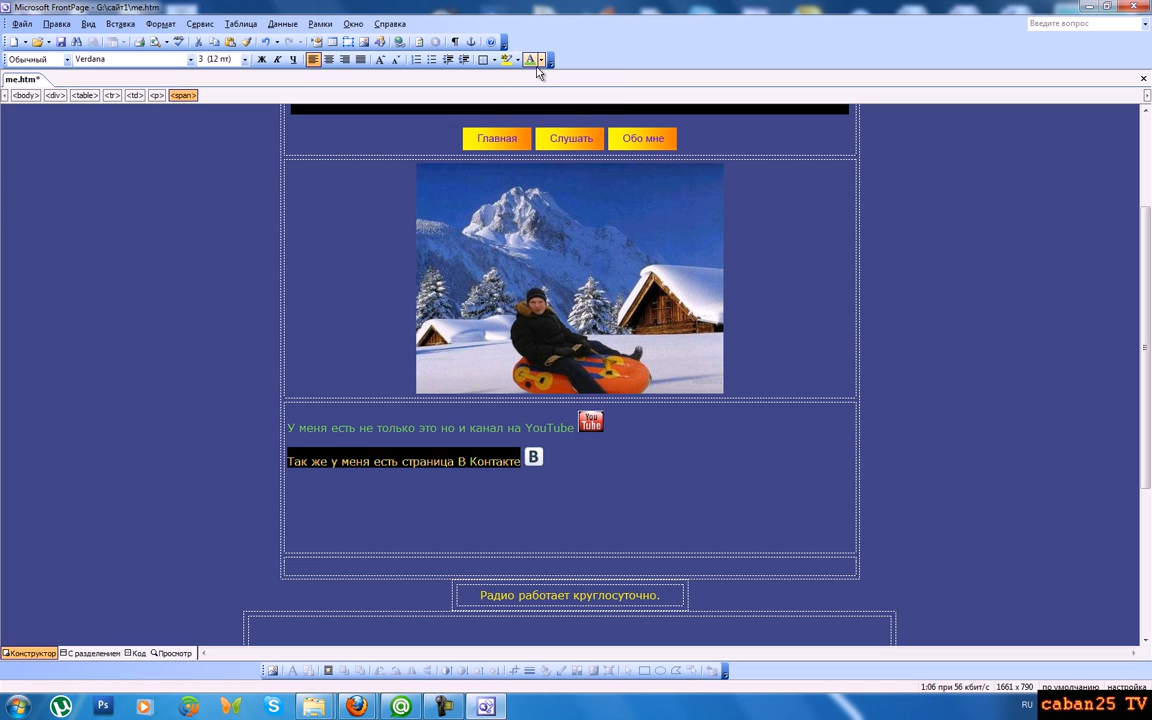 Microsoft FrontPage - G:\сайт1\me.htm
Файл Правка Вид Вставка Формат Сервис Таблица Данные Рамки Окно Справка
Введите вопрос
Обычный Verdana 3 (12 пт) Ж К Ч
me.htm*
<body> <div> <table> <tr> <td> <p> <span>
Главная Слушать Обо мне
У меня есть не только это но и канал на YouTube You Tube
Так же у меня есть страница В Контакте В
Радио работает круглосуточно.
Конструктор С разделением Код Просмотр
1:06 при 56 кбит/с 1661 x 790 по умолчанию настройка
Ps
RU
caban25 TV